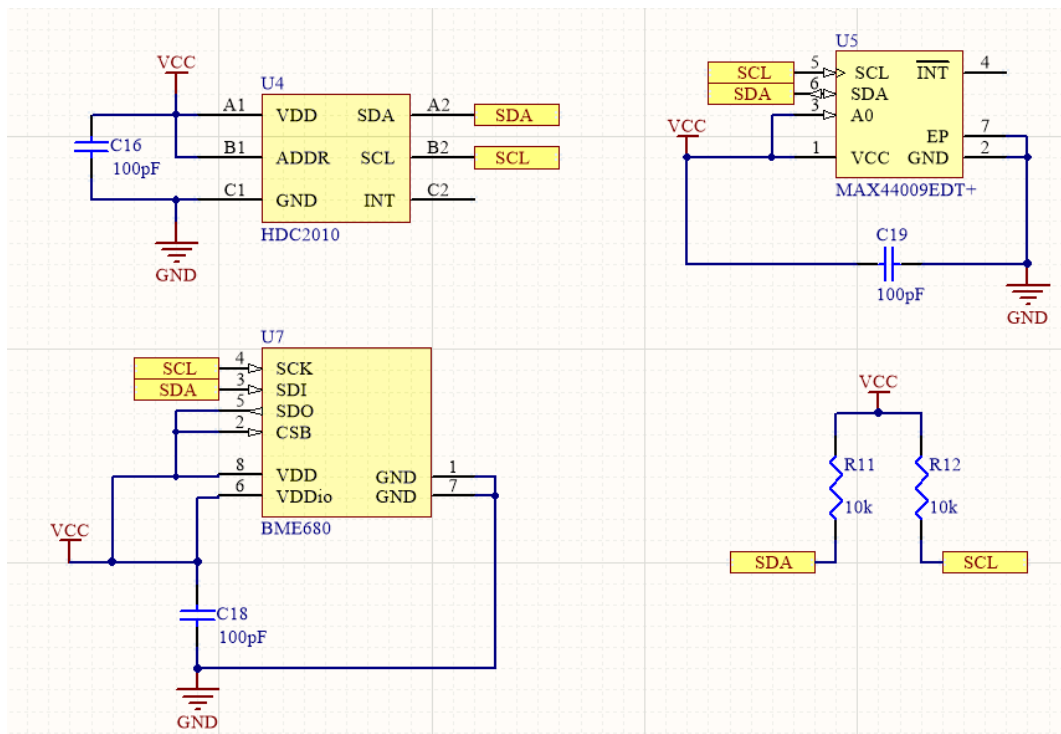 VCC
U4
A1 VDD SDA A2 SDA
C16
100pF
B1 ADDR SCL B2 SCL
C1 GND INT C2
HDC2010
GND
U5
SCL 5 SCL INT 4
SDA 6 SDA
3 A0
VCC
EP 7
1 VCC GND 2
MAX44009EDT+
C19
100pF
GND
U7
SCL 4 SCK
SDA 3 SDI
5 SDO
2 CSB
8 VDD GND 1
6 VDDio GND 7
BME680
VCC
C18
100pF
GND
VCC
R11 R12
10k 10k
SDA SCL